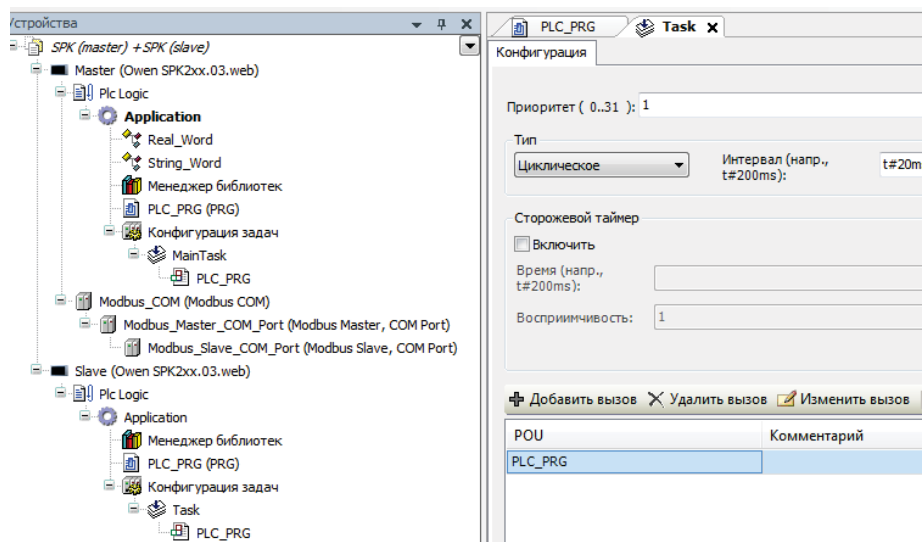 Устройства
SPK (master) +SPK (slave)
Master (Owen SPK2xx.03.web)
Plc Logic
Application
Real_Word
String_Word
Менеджер библиотек
PLC_PRG (PRG)
Конфигурация задач
MainTask
PLC_PRG
Modbus_COM (Modbus COM)
Modbus_Master_COM_Port (Modbus Master, COM Port)
Modbus_Slave_COM_Port (Modbus Slave, COM Port)
Slave (Owen SPK2xx.03.web)
Plc Logic
Application
Менеджер библиотек
PLC_PRG (PRG)
Конфигурация задач
Task
PLC_PRG
PLC_PRG Task
Конфигурация
Приоритет ( 0..31 ): 1
Тип
Циклическое Интервал (напр., t#200ms): t#20m
Сторожевой таймер
Включить
Время (напр., t#200ms):
Восприимчивость: 1
Добавить вызов Удалить вызов Изменить вызов
POU Комментарий
PLC_PRG